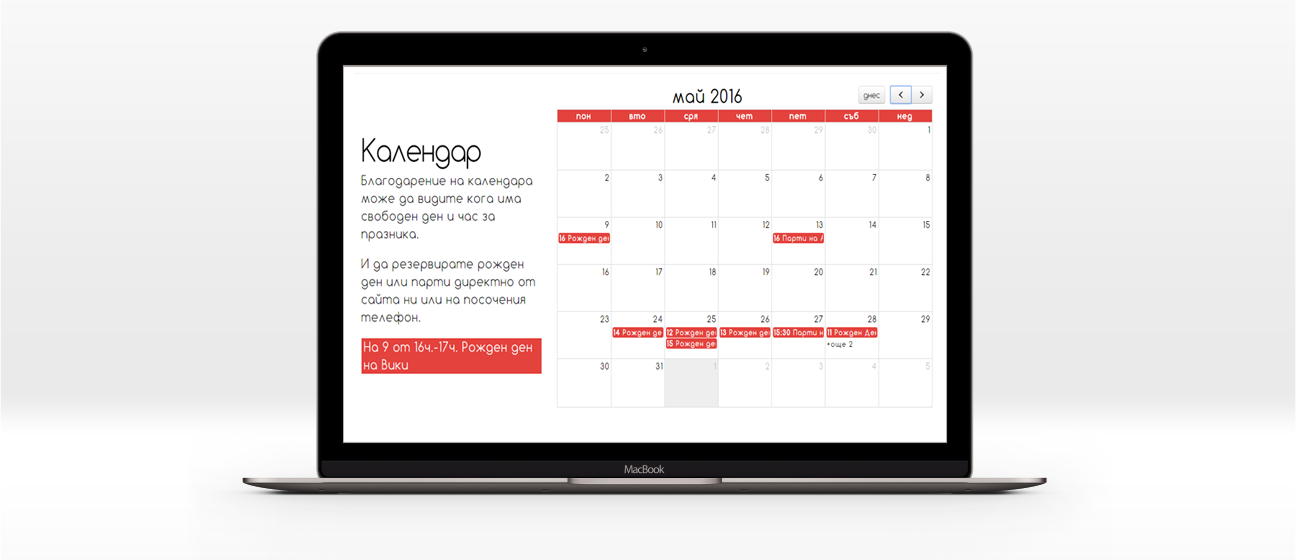 май 2016
днес
пон вто сря чет пет съб нед
25 26 27 28 29 30 1
Календар
Благодарение на календара
може да видите кога има
свободен ден и час за
празника.
И да резервирате рожден
ден или парти директно от
сайта ни или на посочения
телефон.
На 9 от 16ч.-17ч. Рожден ден
на Вики
2 3 4 5 6 7 8
9 10 11 12 13 14 15
16 Рожден ден 16 Парти на
16 17 18 19 20 21 22
23 24 25 26 27 28 29
14 Рожден де 12 Рожден ден 13 Рожден ден 15:30 Парти н 11 Рожден Ден
15 Рожден де +още 2
30 31 1 2 3 4 5
MacBook